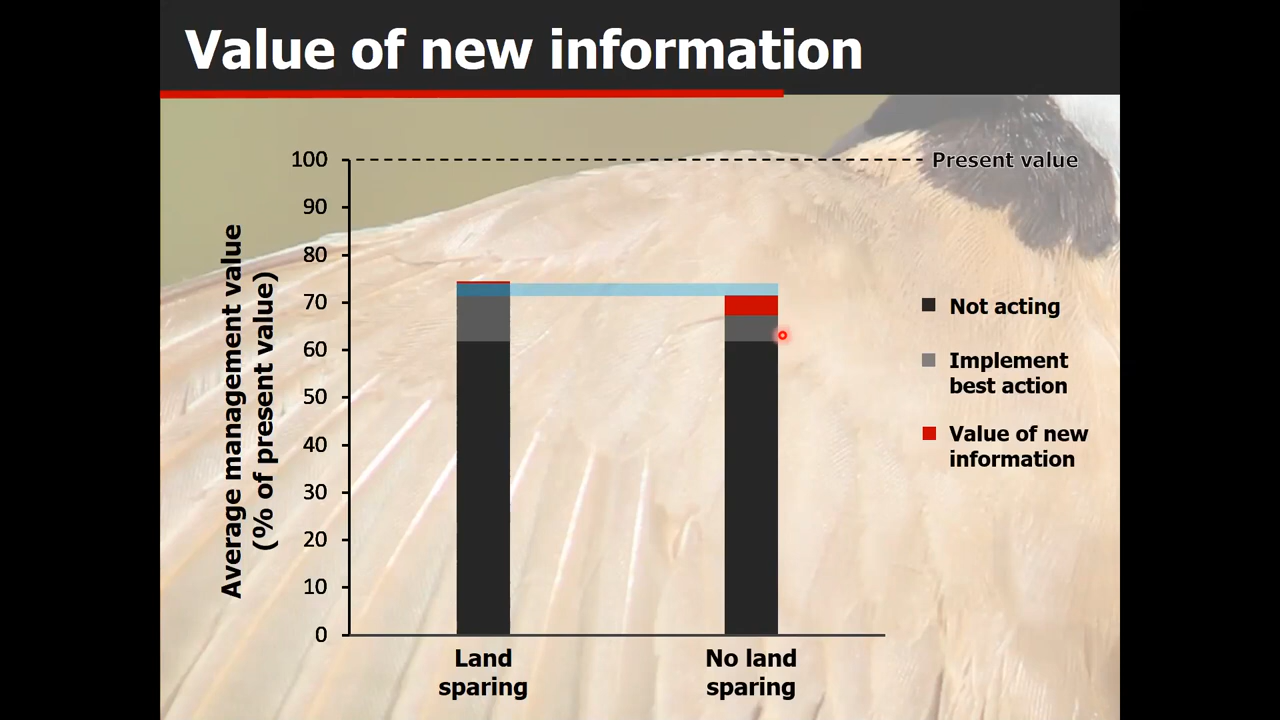 Value of new information
Average management value
(% of present value)
100
90
80
70
60
50
40
30
20
10
0
Present value
Land
sparing
No land
sparing
Not acting
Implement
best action
Value of new
information